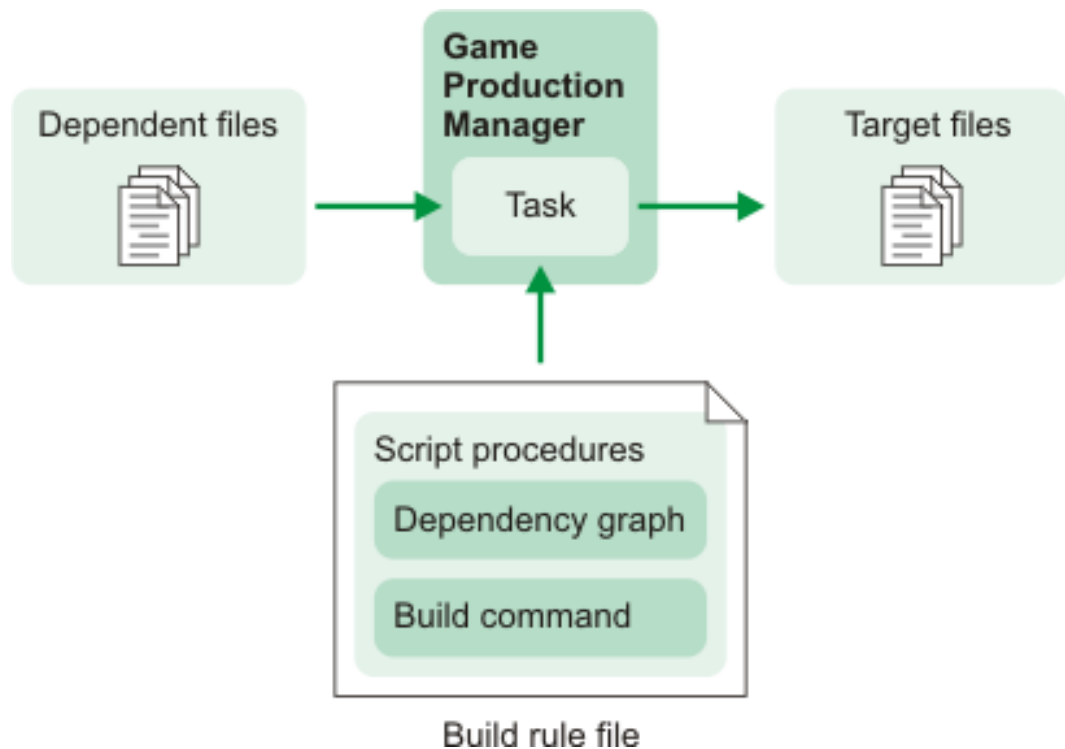 Dependent files
Game
Production
Manager
Task
Target files
Script procedures
Dependency graph
Build command
Build rule file